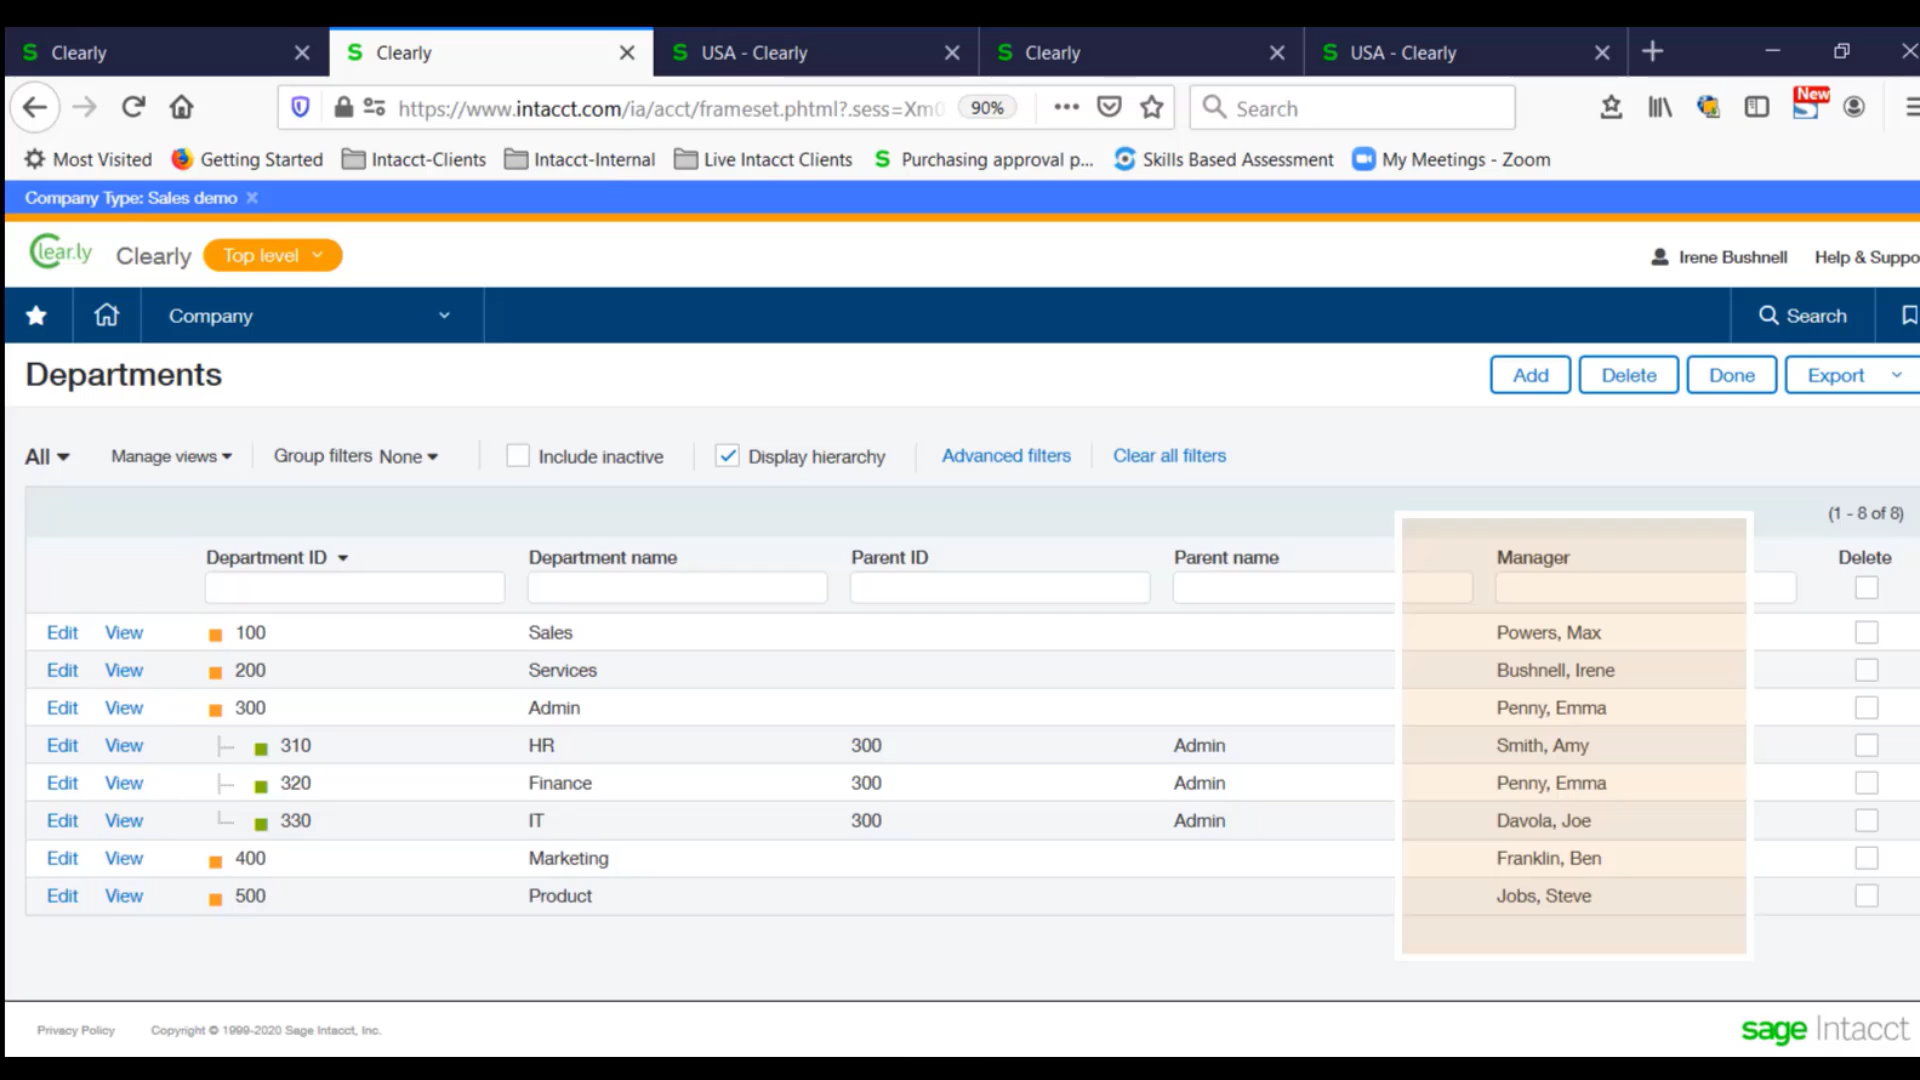 Clearly
Clearly
USA - Clearly
Clearly
USA - Clearly
https://www.intacct.com/ia/acct/frameset.phtml?.sess=Xm
90%
Search
New
Most Visited
Getting Started
Intacct-Clients
Intacct-Internal
Live Intacct Clients
Purchasing approval p...
Skills Based Assessment
My Meetings - Zoom
Company Type: Sales demo
Clear.ly
Clearly
Top level
Irene Bushnell
Help & Suppo
Company
Search
Departments
Add
Delete
Done
Export
All
Manage views
Group filters None
Include inactive
Display hierarchy
Advanced filters
Clear all filters
(1 - 8 of 8)
Department ID Department name Parent ID Parent name Manager Delete
Edit View 100 Sales Powers, Max
Edit View 200 Services Bushnell, Irene
Edit View 300 Admin Penny, Emma
Edit View 310 HR 300 Admin Smith, Amy
Edit View 320 Finance 300 Admin Penny, Emma
Edit View 330 IT 300 Admin Davola, Joe
Edit View 400 Marketing Franklin, Ben
Edit View 500 Product Jobs, Steve
Privacy Policy
Copyright © 1999-2020 Sage Intacct, Inc.
sage Intacct